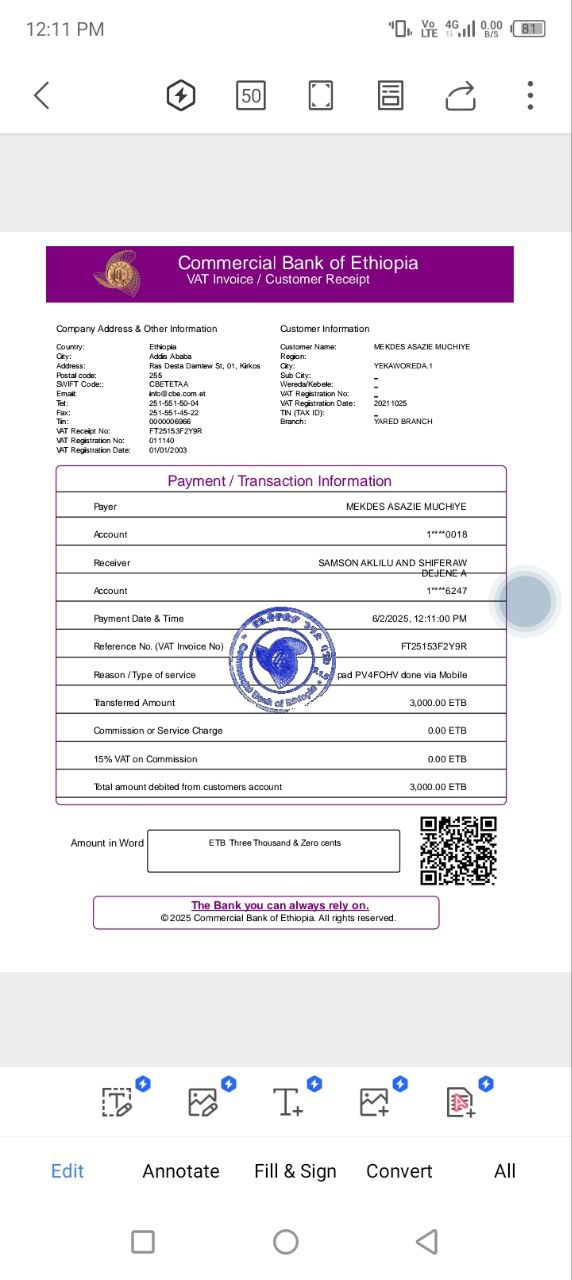 12:11 PM
Vo LTE 4G 0.00 B/S 81
50
Commercial Bank of Ethiopia
VAT Invoice / Customer Receipt
Company Address & Other Information
Country: Ethiopia
City: Addis Ababa
Address: Ras Desta Damtew St, 01, Kirkos
Postal code: 255
SWIFT Code:: CBETETAA
Email: info@cbe.com.et
Tel: 251-551-50-04
Fax: 251-551-45-22
Tin: 0000006966
VAT Receipt No: FT25153F2Y9R
VAT Registration No: 011140
VAT Registration Date: 01/01/2003
Customer Information
Customer Name: MEKDES ASAZIE MUCHIYE
Region:
City: YEKAWOREDA.1
Sub City: _
Wereda/Kebele: _
VAT Registration No: _
VAT Registration Date: 20211025
TIN (TAX ID): _
Branch: YARED BRANCH
Payment / Transaction Information
Payer MEKDES ASAZIE MUCHIYE
Account 1****0018
Receiver SAMSON AKLILU AND SHIFERAW
DEJENE A
Account 1****6247
Payment Date & Time 6/2/2025, 12:11:00 PM
Reference No. (VAT Invoice No) FT25153F2Y9R
Reason / Type of service pad PV4FOHV done via Mobile
Transferred Amount 3,000.00 ETB
Commission or Service Charge 0.00 ETB
15% VAT on Commission 0.00 ETB
Total amount debited from customers account 3,000.00 ETB
Commercial Bank of Ethiopia
Amount in Word ETB Three Thousand & Zero cents
The Bank you can always rely on.
© 2025 Commercial Bank of Ethiopia. All rights reserved.
Edit Annotate Fill & Sign Convert All